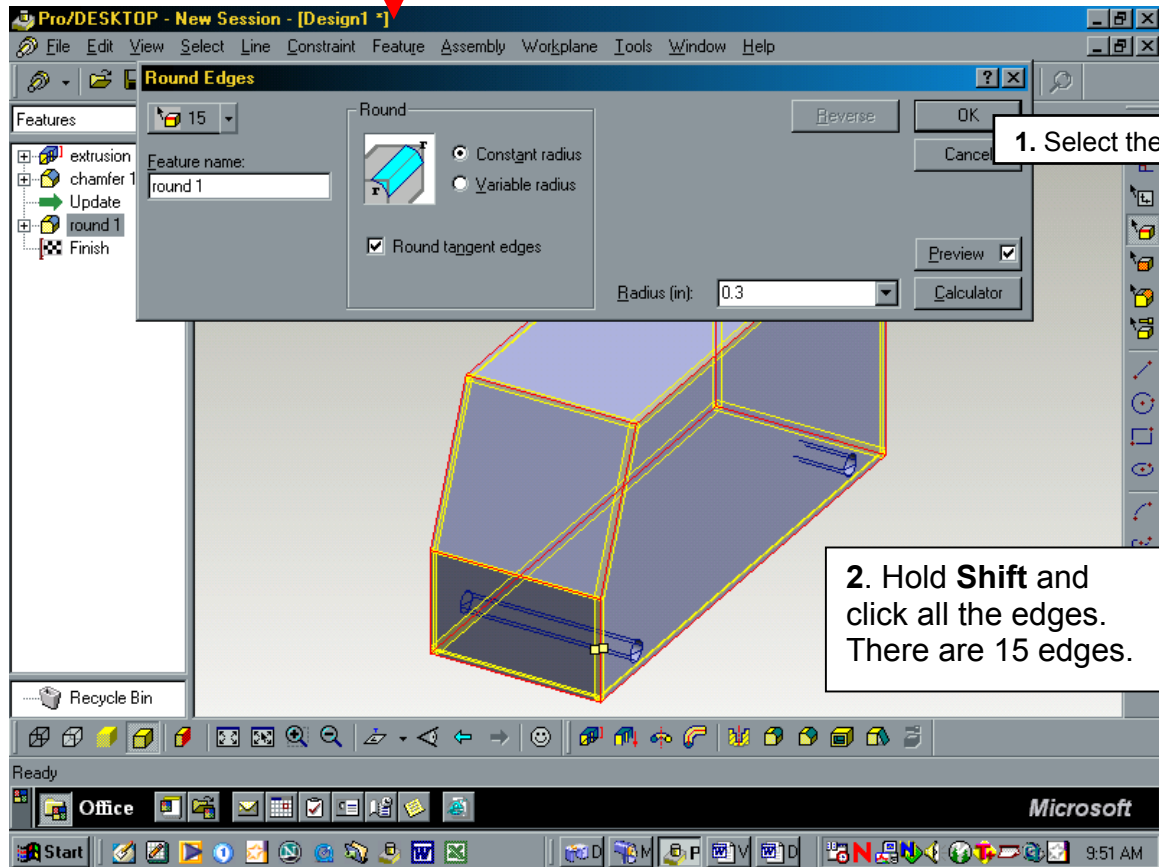 Pro/DESKTOP - New Session - [Design1 *]
File Edit View Select Line Constraint Feature Assembly Workplane Tools Window Help
Round Edges
Features
15
Round
Reverse
OK
1. Select the
extrusion
Feature name:
Constant radius
Cancel
chamfer 1
round 1
Variable radius
Update
round 1
Round tangent edges
Finish
Preview
Radius (in): 0.3
Calculator
r
r
2. Hold Shift and
click all the edges.
There are 15 edges.
Recycle Bin
Ready
Office
Microsoft
Start
D M P V D
9:51 AM